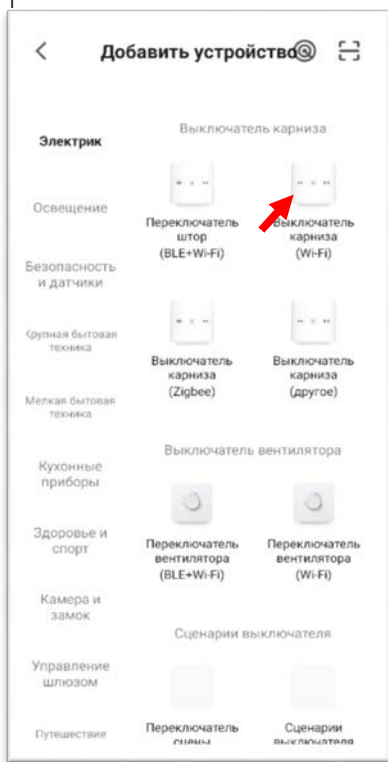 Добавить устройство
Электрик
Освещение
Безопасность
и датчики
Крупная бытовая
техника
Мелкая бытовая
техника
Кухонные
приборы
Здоровье и
спорт
Камера и
замок
Управление
шлюзом
Путешествие
Выключатель карниза
Переключатель
штор
(BLE+Wi-Fi)
Выключатель
карниза
(Wi-Fi)
Выключатель
карниза
(Zigbee)
Выключатель
карниза
(другое)
Выключатель вентилятора
Переключатель
вентилятора
(BLE+Wi-Fi)
Переключатель
вентилятора
(Wi-Fi)
Сценарии выключателя
Переключатель
сцены
Сценарии
выключателя